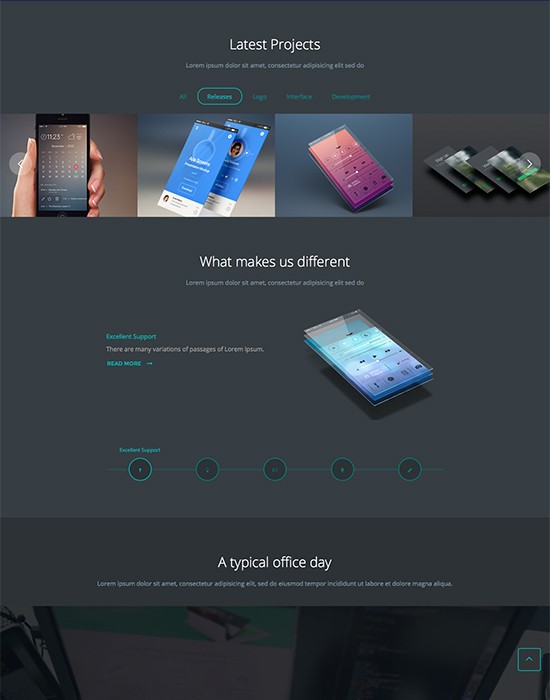 Latest Projects
Lorem ipsum dolor sit amet, consectetur adipisicing elit sed do
All Releases Logo Interface Development
11:23
What makes us different
Lorem ipsum dolor sit amet, consectetur adipisicing elit sed do
Excellent Support
There are many variations of passages of Lorem Ipsum.
READ MORE
Excellent Support
A typical office day
Lorem ipsum dolor sit amet, consectetur adipisicing elit, sed do eiusmod tempor incididunt ut labore et dolore magna aliqua.